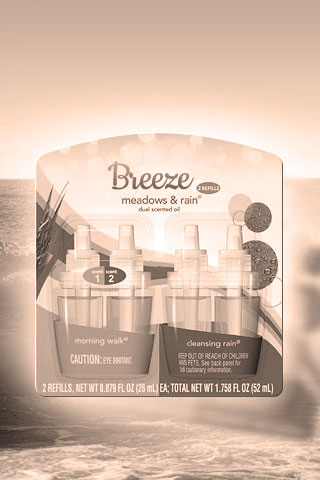 Breeze
2 REFILLS
meadows & rain®
dual scented oil
scent 1 scent 2
morning walk®
cleansing rain®
CAUTION: EYE IRRITANT
KEEP OUT OF REACH OF CHILDREN
AND PETS. See back panel for
cautionary information.
2 REFILLS, NET WT 0.879 FL OZ (26 mL) EA; TOTAL NET WT 1.758 FL OZ (52 mL)